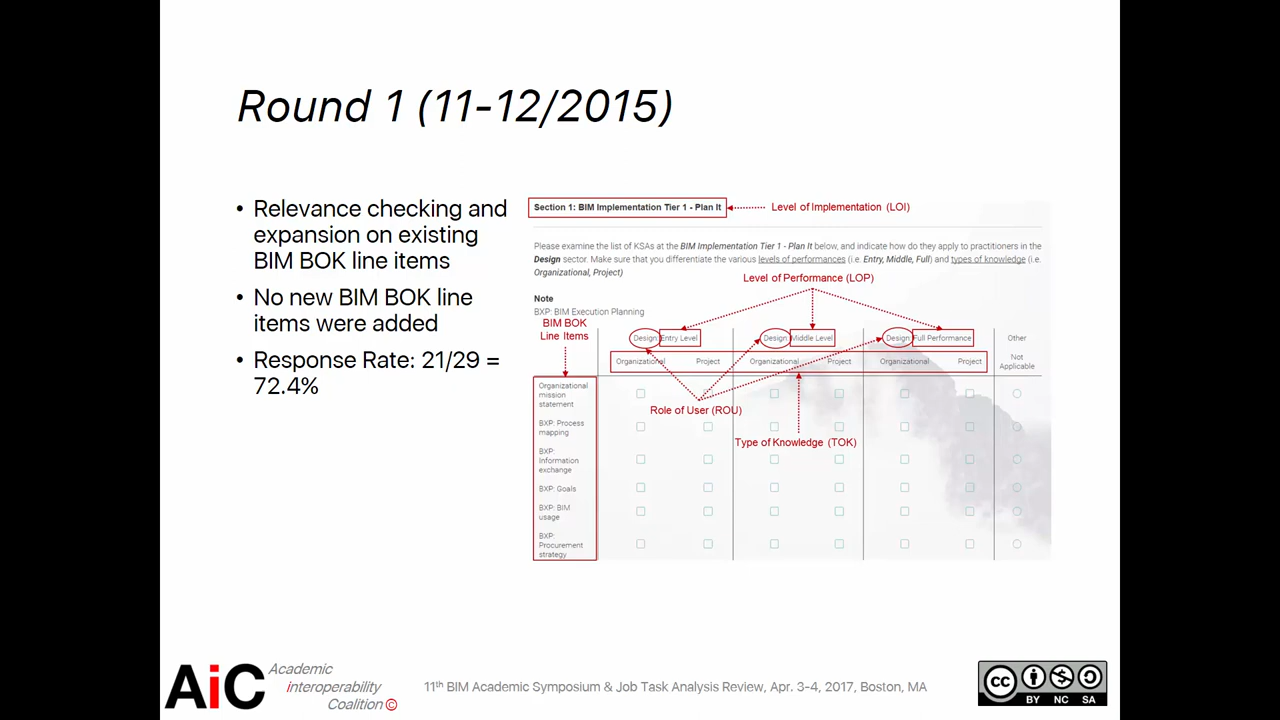 Round 1 (11-12/2015)
• Relevance checking and
expansion on existing
BIM BOK line items
• No new BIM BOK line
items were added
• Response Rate: 21/29 =
72.4%
Section 1: BIM Implementation Tier 1 - Plan It
Level of Implementation (LOI)
Please examine the list of KSAs at the BIM Implementation Tier 1 - Plan It below, and indicate how do they apply to practitioners in the
Design sector. Make sure that you differentiate the various levels of performances (i.e. Entry, Middle, Full) and types of knowledge (i.e.
Organizational, Project)
Level of Performance (LOP)
Note
BXP: BIM Execution Planning
BIM BOK
Line Items
Design: Entry Level
Design: Middle Level
Design: Full Performance
Other
Organizational
Project
Organizational
Project
Organizational
Project
Not
Applicable
Organizational
mission
statement
Role of User (ROU)
BXP: Process
mapping
Type of Knowledge (TOK)
BXP:
Information
exchange
BXP: Goals
BXP: BIM
usage
BXP:
Procurement
strategy
AiC Academic
interoperability
Coalition ©
11th BIM Academic Symposium & Job Task Analysis Review, Apr. 3-4, 2017, Boston, MA
cc
BY NC SA